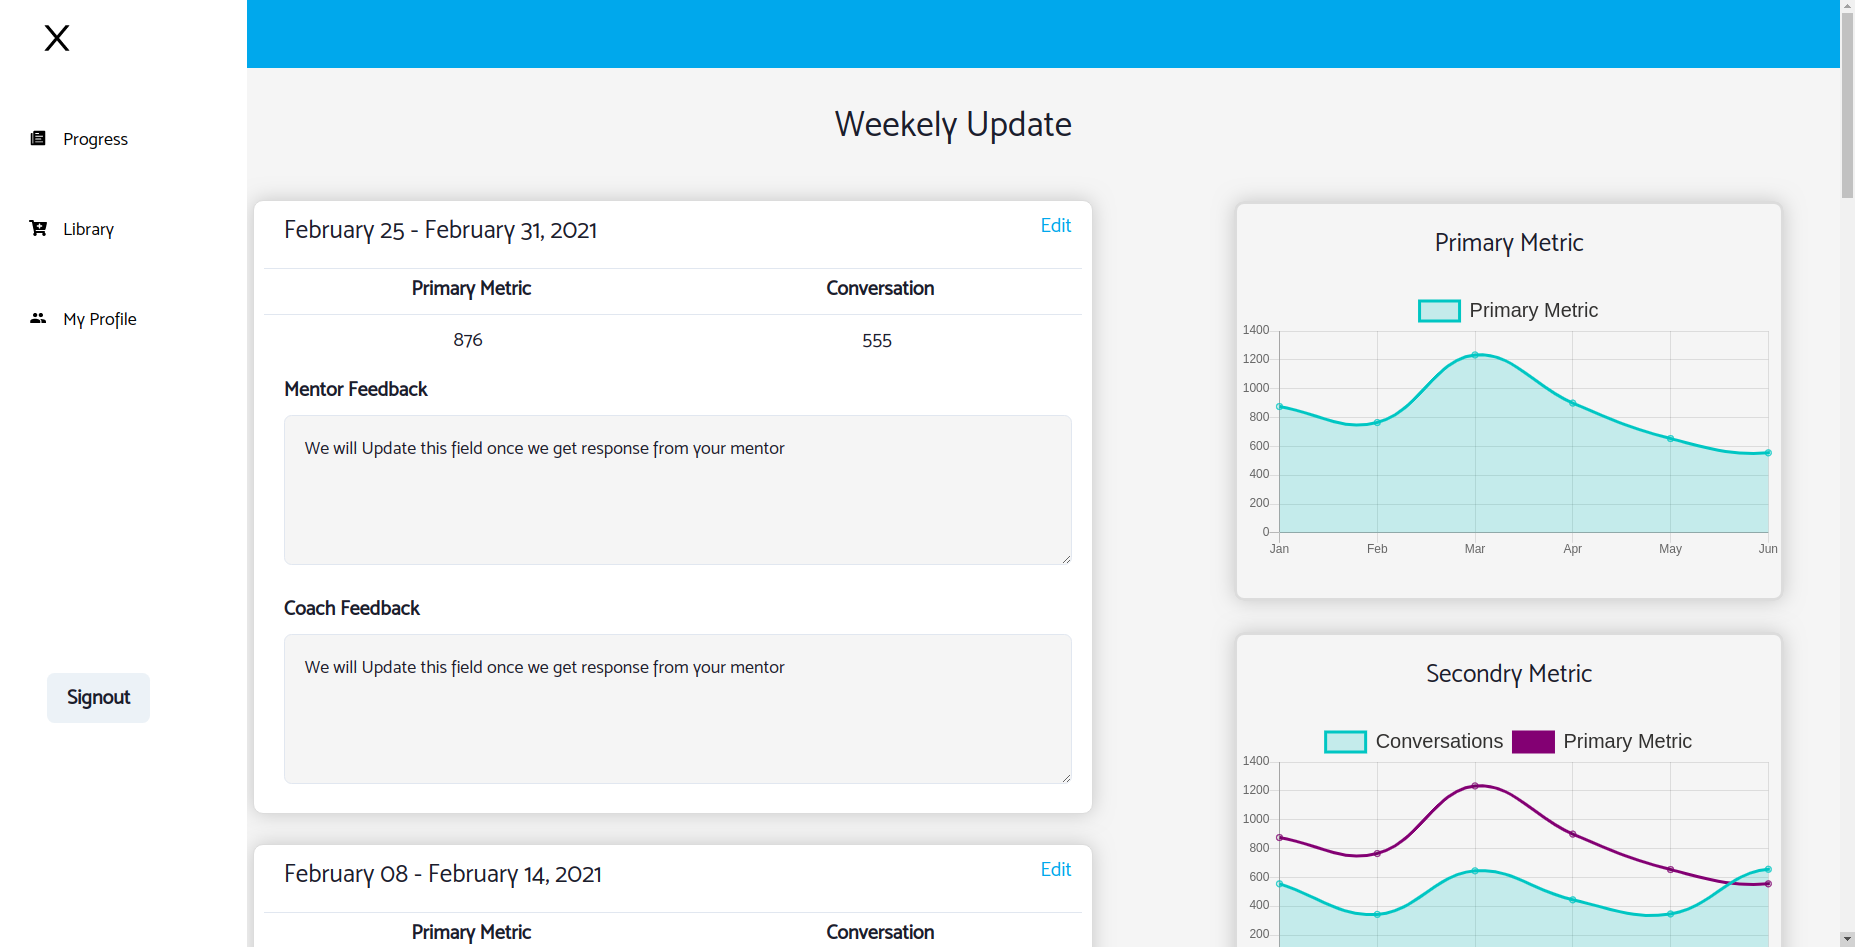 X
Progress
Library
My Profile
Signout
Weekely Update
February 25 - February 31, 2021
Edit
Primary Metric Conversation
876 555
Mentor Feedback
We will Update this field once we get response from your mentor
Coach Feedback
We will Update this field once we get response from your mentor
February 08 - February 14, 2021
Edit
Primary Metric Conversation
Primary Metric
Primary Metric
1400
1200
1000
800
600
400
200
0
Jan Feb Mar Apr May Jun
Secondry Metric
Conversations Primary Metric
1400
1200
1000
800
600
400
200